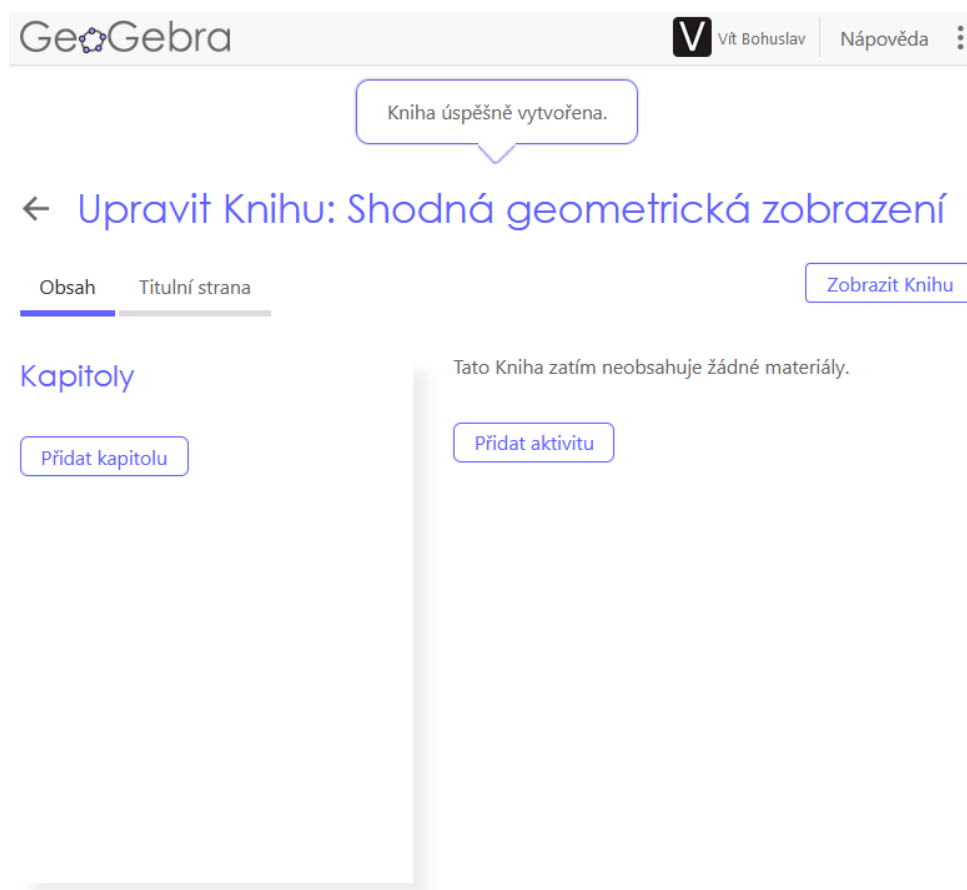 GeoGebra
V Vít Bohuslav Nápověda
Kniha úspěšně vytvořena.
← Upravit Knihu: Shodná geometrická zobrazení
Obsah Titulní strana Zobrazit Knihu
Kapitoly
Tato Kniha zatím neobsahuje žádné materiály.
Přidat kapitolu
Přidat aktivitu